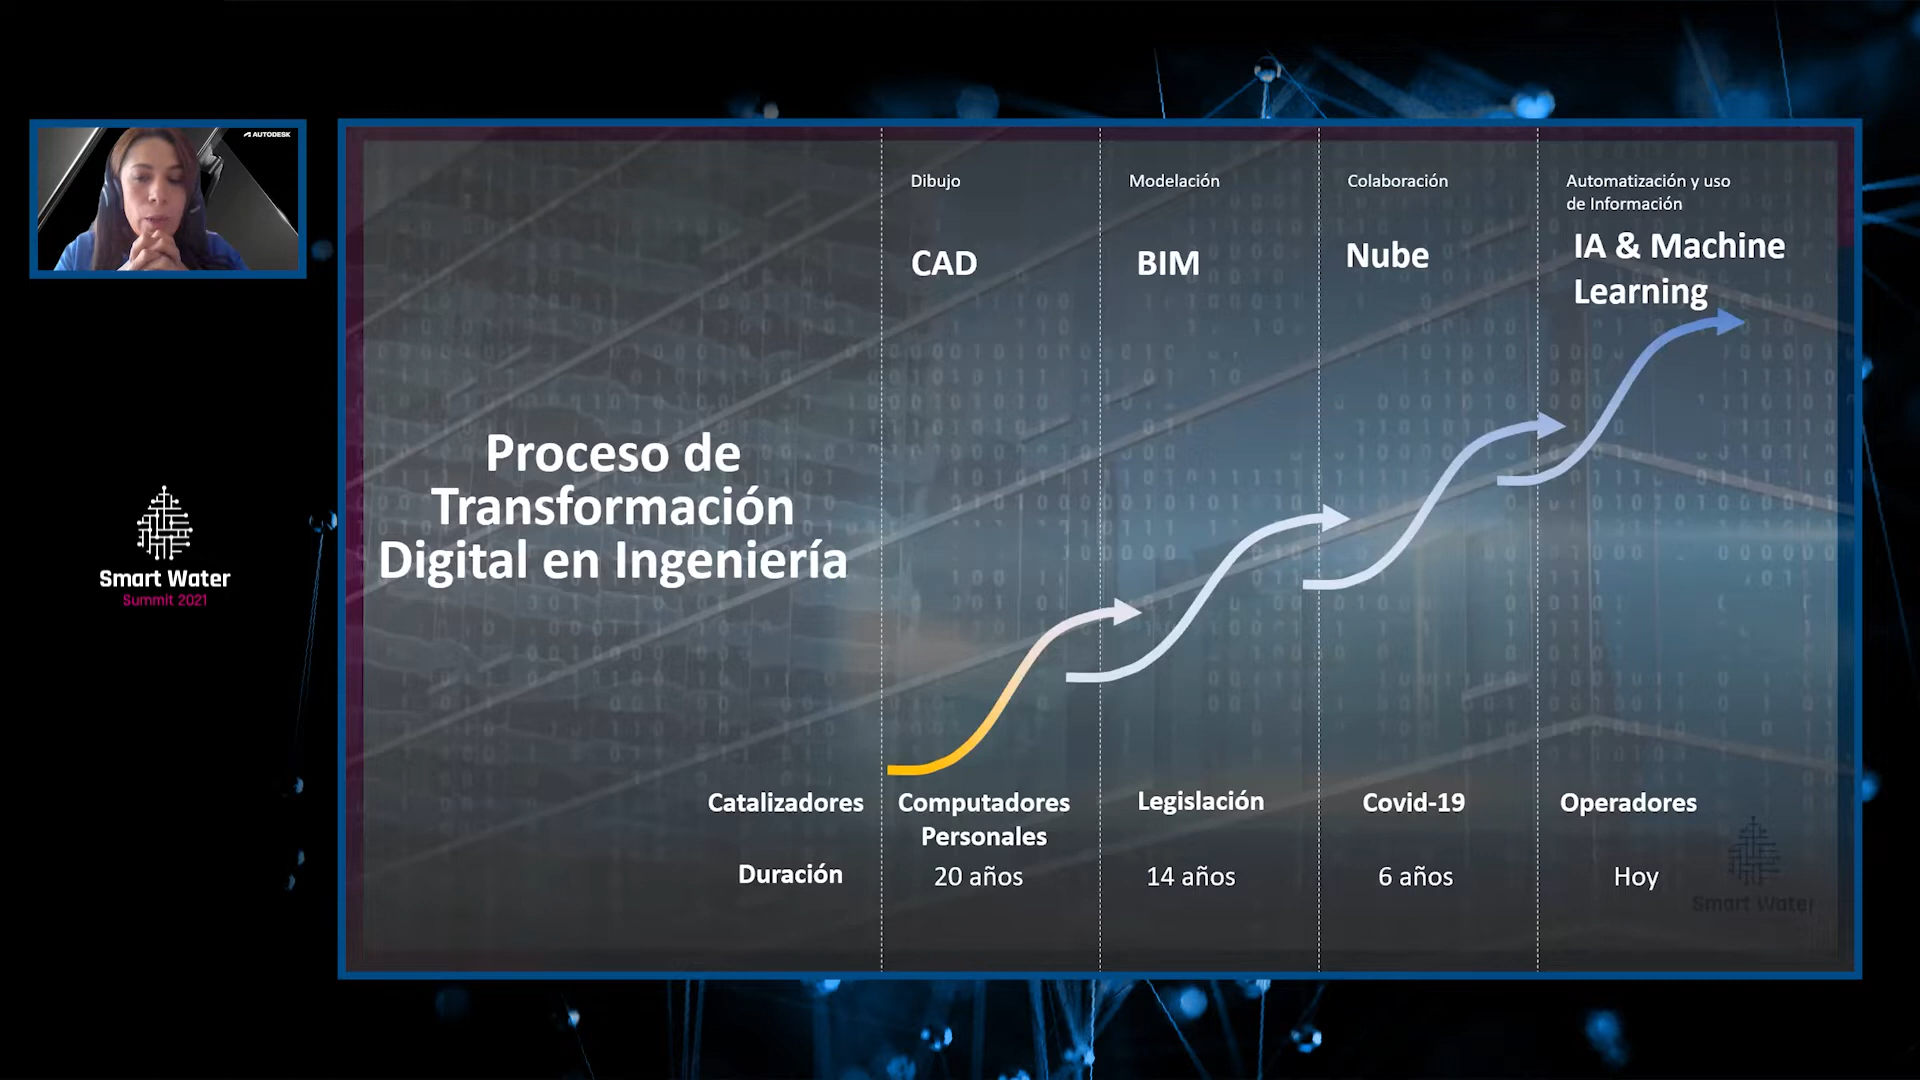 AUTODESK
Smart Water
Summit 2021
Proceso de
Transformación
Digital en Ingeniería
Dibujo
CAD
Modelación
BIM
Colaboración
Nube
Automatización y uso
de Información
IA & Machine
Learning
Catalizadores
Computadores
Personales
Legislación
Covid-19
Operadores
Duración
20 años
14 años
6 años
Hoy
Smart Water